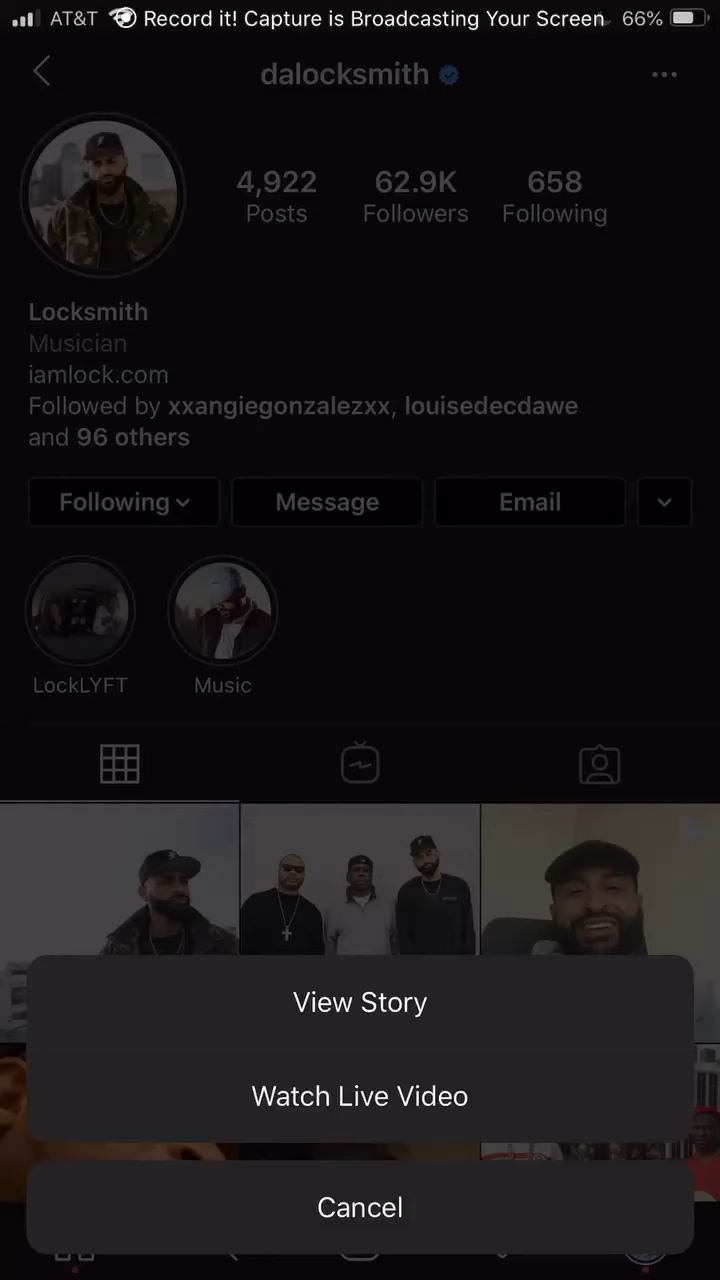 AT&T Record it! Capture is Broadcasting Your Screen 66%
dalocksmith
4,922 62.9K 658
Posts Followers Following
Locksmith
Musician
iamlock.com
Followed by xxangiegonzalezxx, louisedecdawe
and 96 others
Following Message Email
LockLYFT Music
View Story
Watch Live Video
Cancel